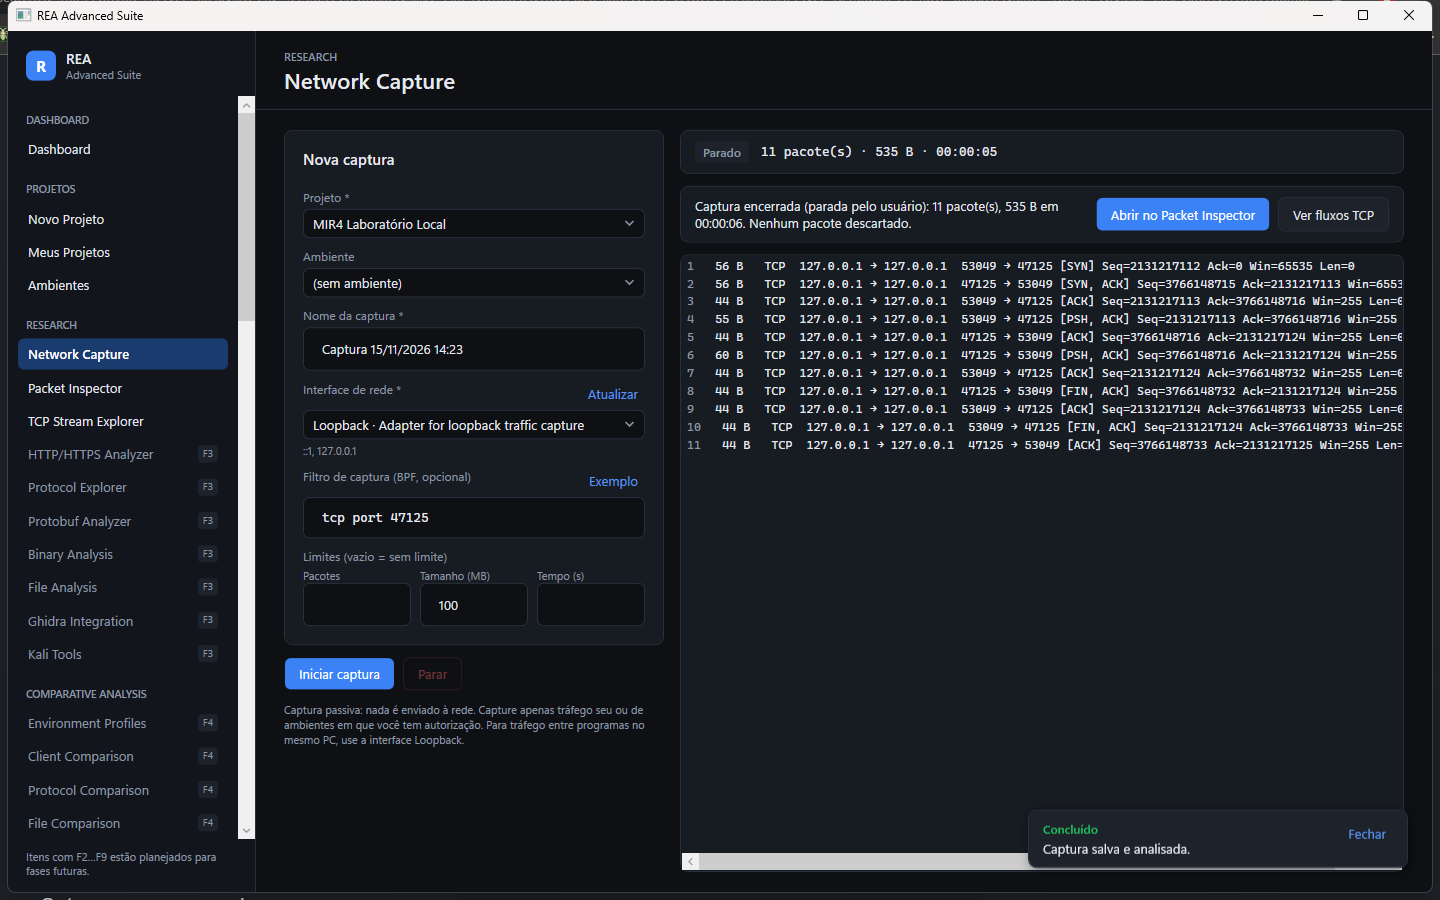 REA Advanced Suite
R
REA
Advanced Suite
DASHBOARD
Dashboard
PROJETOS
Novo Projeto
Meus Projetos
Ambientes
RESEARCH
Network Capture
Packet Inspector
TCP Stream Explorer
HTTP/HTTPS Analyzer F3
Protocol Explorer F3
Protobuf Analyzer F3
Binary Analysis F3
File Analysis F3
Ghidra Integration F3
Kali Tools F3
COMPARATIVE ANALYSIS
Environment Profiles F4
Client Comparison F4
Protocol Comparison F4
File Comparison F4
Itens com F2...F9 estão planejados para
fases futuras.
RESEARCH
Network Capture
Nova captura
Projeto *
MIR4 Laboratório Local
Ambiente
(sem ambiente)
Nome da captura *
Captura 15/11/2026 14:23
Interface de rede * Atualizar
Loopback · Adapter for loopback traffic capture
::1, 127.0.0.1
Filtro de captura (BPF, opcional) Exemplo
tcp port 47125
Limites (vazio = sem limite)
Pacotes Tamanho (MB) Tempo (s)
100
Iniciar captura Parar
Captura passiva: nada é enviado à rede. Capture apenas tráfego seu ou de
ambientes em que você tem autorização. Para tráfego entre programas no
mesmo PC, use a interface Loopback.
Parado 11 pacote(s) · 535 B · 00:00:05
Captura encerrada (parada pelo usuário): 11 pacote(s), 535 B em
00:00:06. Nenhum pacote descartado.
Abrir no Packet Inspector Ver fluxos TCP
1 56 B TCP 127.0.0.1 → 127.0.0.1 53049 → 47125 [SYN] Seq=2131217112 Ack=0 Win=65535 Len=0
2 56 B TCP 127.0.0.1 → 127.0.0.1 47125 → 53049 [SYN, ACK] Seq=3766148715 Ack=2131217113 Win=6553
3 44 B TCP 127.0.0.1 → 127.0.0.1 53049 → 47125 [ACK] Seq=2131217113 Ack=3766148716 Win=255 Len=0
4 55 B TCP 127.0.0.1 → 127.0.0.1 53049 → 47125 [PSH, ACK] Seq=2131217113 Ack=3766148716 Win=255
5 44 B TCP 127.0.0.1 → 127.0.0.1 47125 → 53049 [ACK] Seq=3766148716 Ack=2131217124 Win=255 Len=0
6 60 B TCP 127.0.0.1 → 127.0.0.1 47125 → 53049 [PSH, ACK] Seq=3766148716 Ack=2131217124 Win=255
7 44 B TCP 127.0.0.1 → 127.0.0.1 53049 → 47125 [ACK] Seq=2131217124 Ack=3766148732 Win=255 Len=0
8 44 B TCP 127.0.0.1 → 127.0.0.1 47125 → 53049 [FIN, ACK] Seq=3766148732 Ack=2131217124 Win=255
9 44 B TCP 127.0.0.1 → 127.0.0.1 53049 → 47125 [ACK] Seq=2131217124 Ack=3766148733 Win=255 Len=0
10 44 B TCP 127.0.0.1 → 127.0.0.1 53049 → 47125 [FIN, ACK] Seq=2131217124 Ack=3766148733 Win=255
11 44 B TCP 127.0.0.1 → 127.0.0.1 47125 → 53049 [ACK] Seq=3766148733 Ack=2131217125 Win=255 Len=
Concluído
Captura salva e analisada.
Fechar